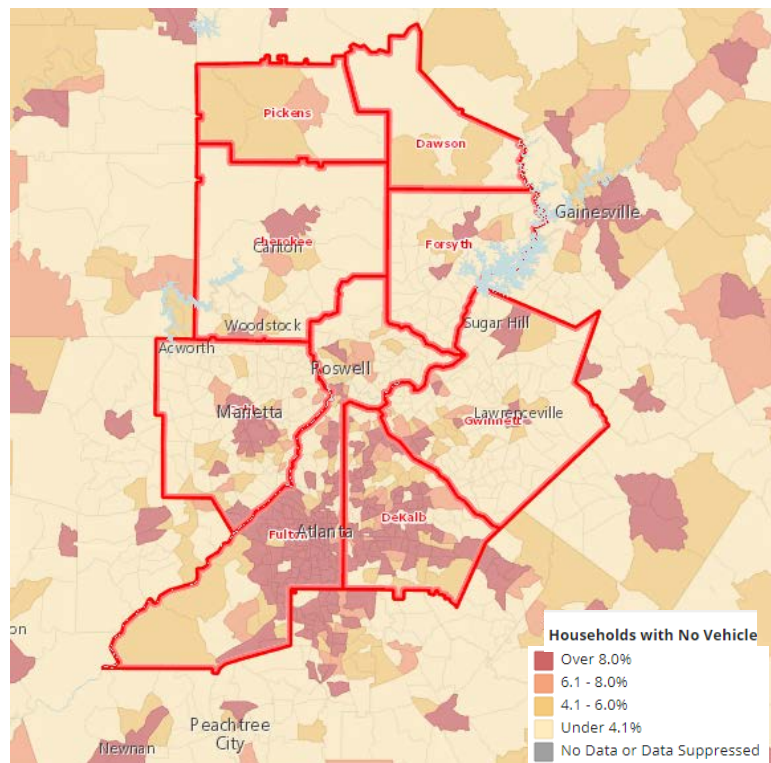 Pickens
Dawson
Gainesville
Cherokee
Canton
Forsyth
Woodstock
Sugar Hill
Acworth
Roswell
Marietta
Lawrenceville
Gwinnett
DeKalb
Fulton
Atlanta
on
Peachtree
City
Newnan
Households with No Vehicle
Over 8.0%
6.1 - 8.0%
4.1 - 6.0%
Under 4.1%
No Data or Data Suppressed